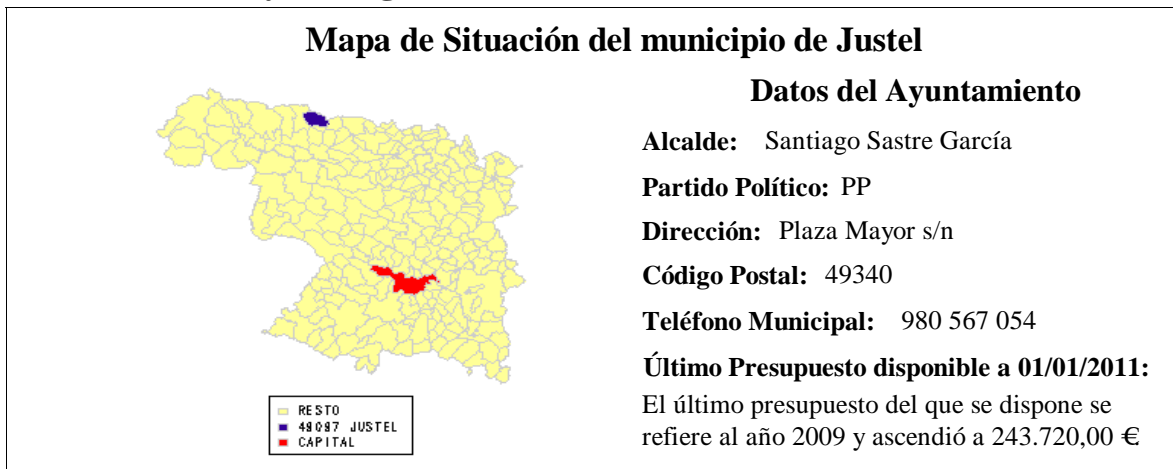 Mapa de Situación del municipio de Justel
Datos del Ayuntamiento
Alcalde: Santiago Sastre García
Partido Político: PP
Dirección: Plaza Mayor s/n
Código Postal: 49340
Teléfono Municipal: 980 567 054
Último Presupuesto disponible a 01/01/2011:
El último presupuesto del que se dispone se
refiere al año 2009 y ascendió a 243.720,00 €
RESTO
49097 JUSTEL
CAPITAL